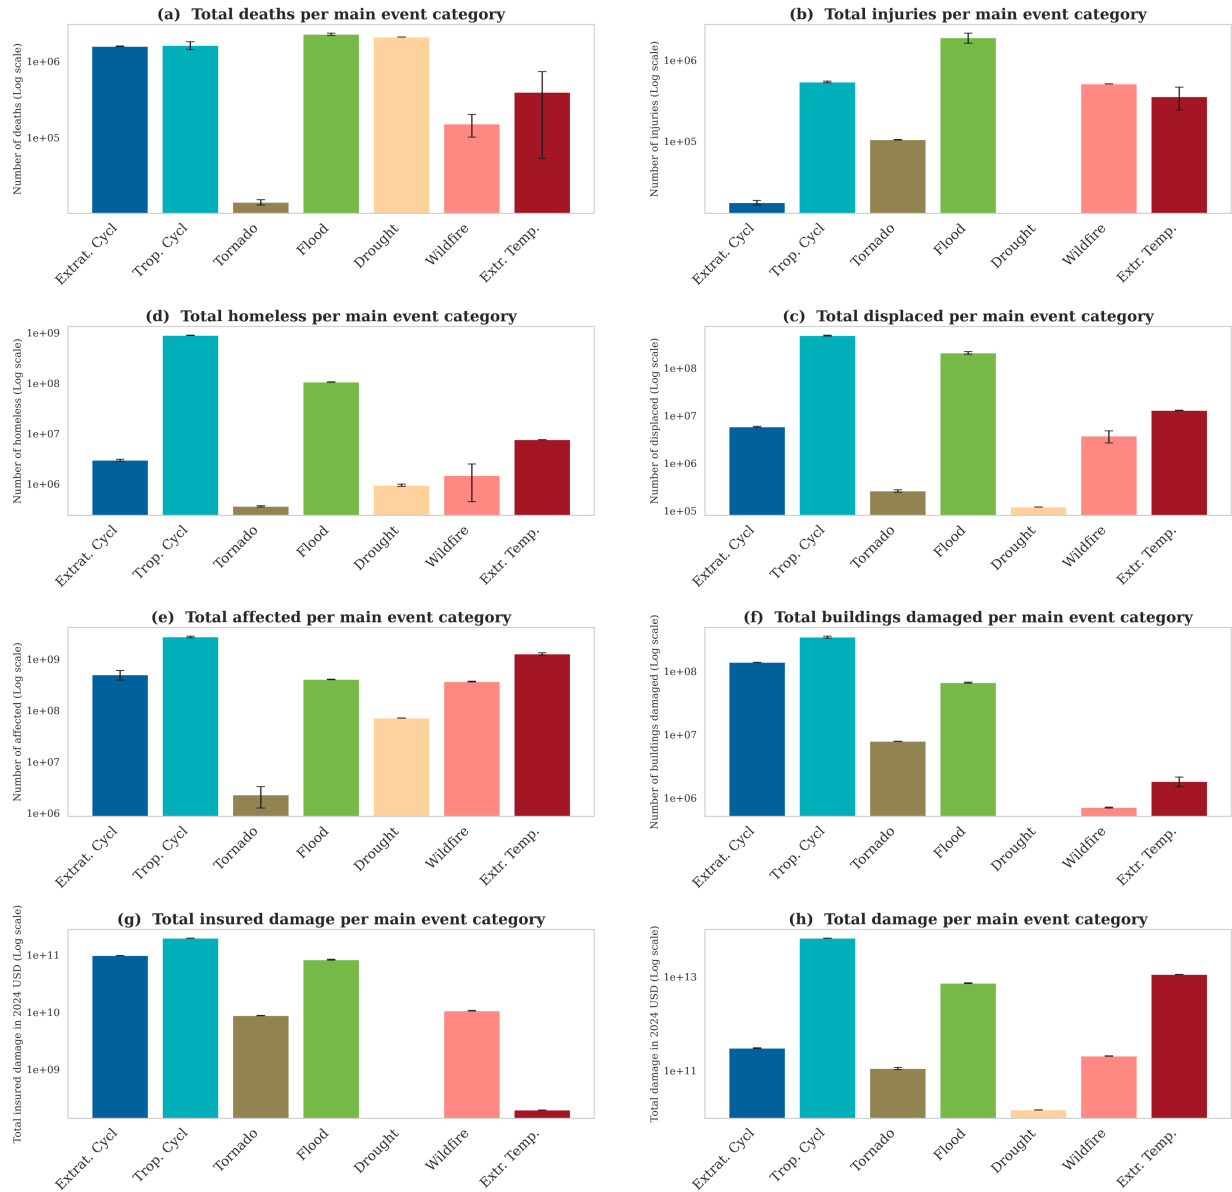 (a)  Total deaths per main event category
Number of deaths (Log scale)
1e+06
1e+05
Extrat. Cycl
Trop. Cycl
Tornado
Flood
Drought
Wildfire
Extr. Temp.
(b)  Total injuries per main event category
Number of injuries (Log scale)
1e+06
1e+05
Extrat. Cycl
Trop. Cycl
Tornado
Flood
Drought
Wildfire
Extr. Temp.
(d)  Total homeless per main event category
Number of homeless (Log scale)
1e+09
1e+08
1e+07
1e+06
Extrat. Cycl
Trop. Cycl
Tornado
Flood
Drought
Wildfire
Extr. Temp.
(c)  Total displaced per main event category
Number of displaced (Log scale)
1e+08
1e+07
1e+06
1e+05
Extrat. Cycl
Trop. Cycl
Tornado
Flood
Drought
Wildfire
Extr. Temp.
(e)  Total affected per main event category
Number of affected (Log scale)
1e+09
1e+08
1e+07
1e+06
Extrat. Cycl
Trop. Cycl
Tornado
Flood
Drought
Wildfire
Extr. Temp.
(f)  Total buildings damaged per main event category
Number of buildings damaged (Log scale)
1e+08
1e+07
1e+06
Extrat. Cycl
Trop. Cycl
Tornado
Flood
Drought
Wildfire
Extr. Temp.
(g)  Total insured damage per main event category
Total insured damage in 2024 USD (Log scale)
1e+11
1e+10
1e+09
Extrat. Cycl
Trop. Cycl
Tornado
Flood
Drought
Wildfire
Extr. Temp.
(h)  Total damage per main event category
Total damage in 2024 USD (Log scale)
1e+13
1e+11
Extrat. Cycl
Trop. Cycl
Tornado
Flood
Drought
Wildfire
Extr. Temp.